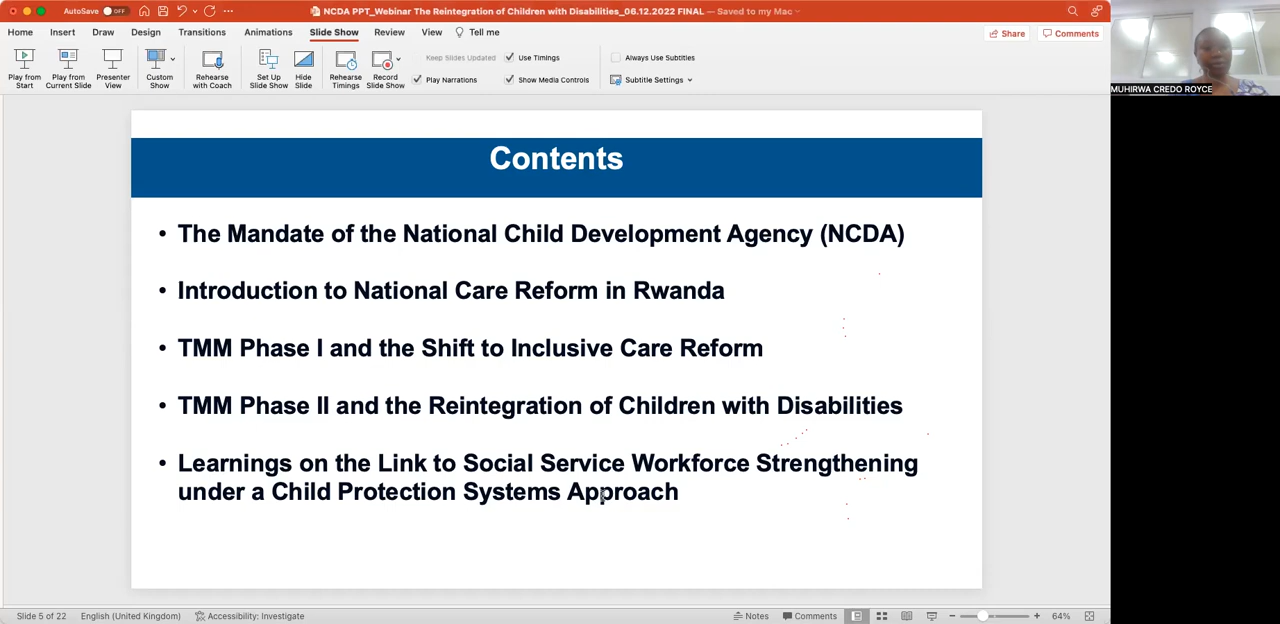 AutoSave OFF
NCDA PPT_Webinar The Reintegration of Children with Disabilities_06.12.2022 FINAL — Saved to my Mac
Home Insert Draw Design Transitions Animations Slide Show Review View Tell me
Share Comments
Play from Start
Play from Current Slide
Presenter View
Custom Show
Rehearse with Coach
Set Up Slide Show
Hide Slide
Rehearse Timings
Record Slide Show
Keep Slides Updated
Use Timings
Play Narrations
Show Media Controls
Always Use Subtitles
Subtitle Settings
MUHIRWA CREDO ROYCE
Contents
• The Mandate of the National Child Development Agency (NCDA)
• Introduction to National Care Reform in Rwanda
• TMM Phase I and the Shift to Inclusive Care Reform
• TMM Phase II and the Reintegration of Children with Disabilities
• Learnings on the Link to Social Service Workforce Strengthening
under a Child Protection Systems Approach
Slide 5 of 22 English (United Kingdom) Accessibility: Investigate
Notes Comments 64%